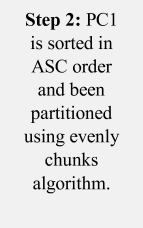 Step 2: PC1
is sorted in
ASC order
and been
partitioned
using evenly
chunks
algorithm.